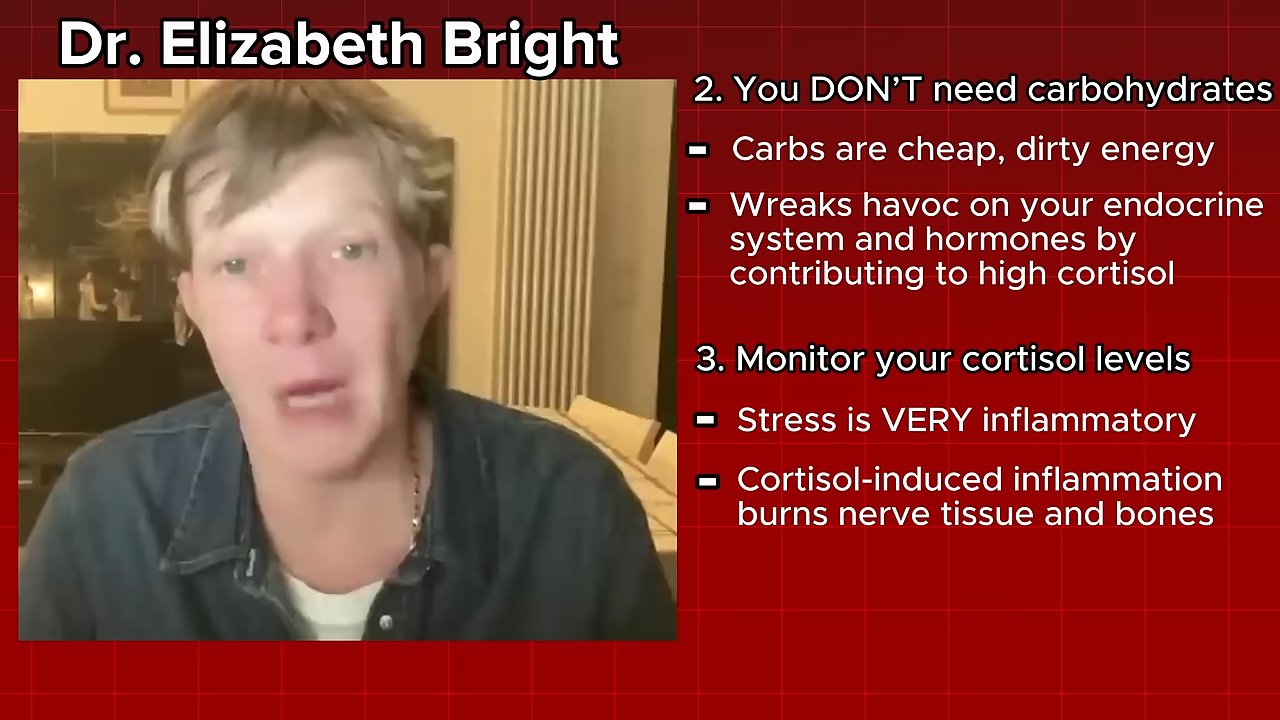 Dr. Elizabeth Bright
2. You DON’T need carbohydrates
- Carbs are cheap, dirty energy
- Wreaks havoc on your endocrine
system and hormones by
contributing to high cortisol
3. Monitor your cortisol levels
- Stress is VERY inflammatory
- Cortisol-induced inflammation
burns nerve tissue and bones